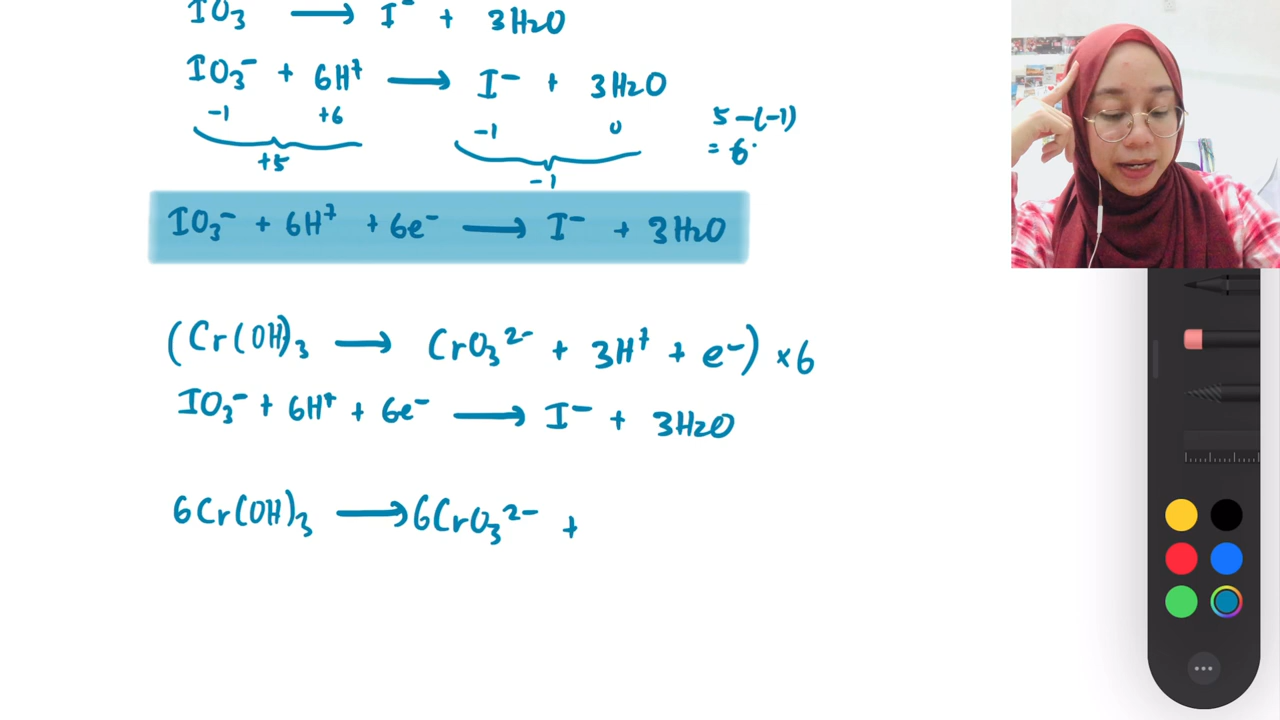 IO3 ⟶ I⁻ + 3H2O
IO3⁻ + 6H⁺ ⟶ I⁻ + 3H2O
-1 +6 -1 0 5-(-1)
+5 -1 = 6
IO3⁻ + 6H⁺ + 6e⁻ ⟶ I⁻ + 3H2O
(Cr(OH)3 ⟶ CrO3²⁻ + 3H⁺ + e⁻) ×6
IO3⁻ + 6H⁺ + 6e⁻ ⟶ I⁻ + 3H2O
6Cr(OH)3 ⟶ 6CrO3²⁻ +